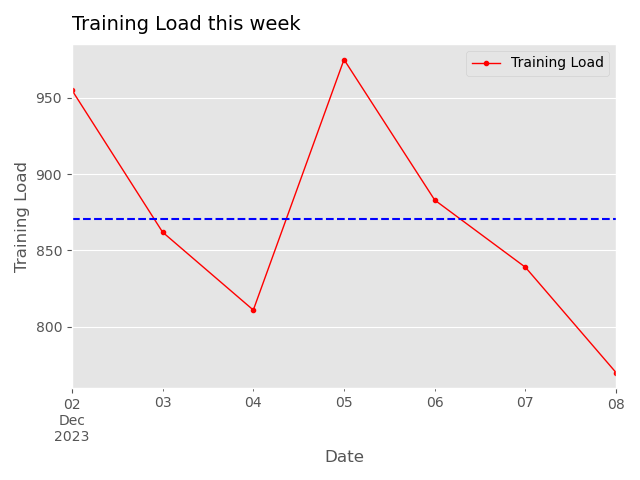 Training Load this week
Training Load
950
900
850
800
Training Load
02 03 04 05 06 07 08
Dec
2023
Date